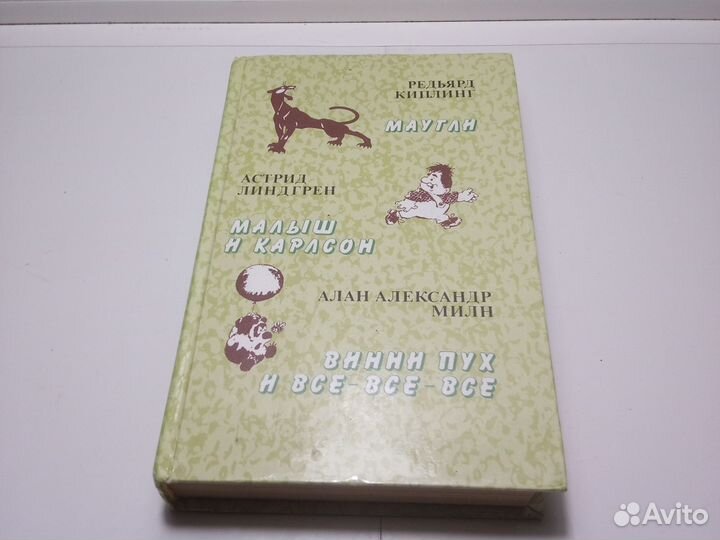 РЕДЬЯРД
КИПЛИНГ
МАУГЛИ
АСТРИД
ЛИНДГРЕН
МАЛЫШ
И КАРЛСОН
АЛАН АЛЕКСАНДР
МИЛН
ВИННИ ПУХ
И ВСЕ-ВСЕ-ВСЕ
Avito